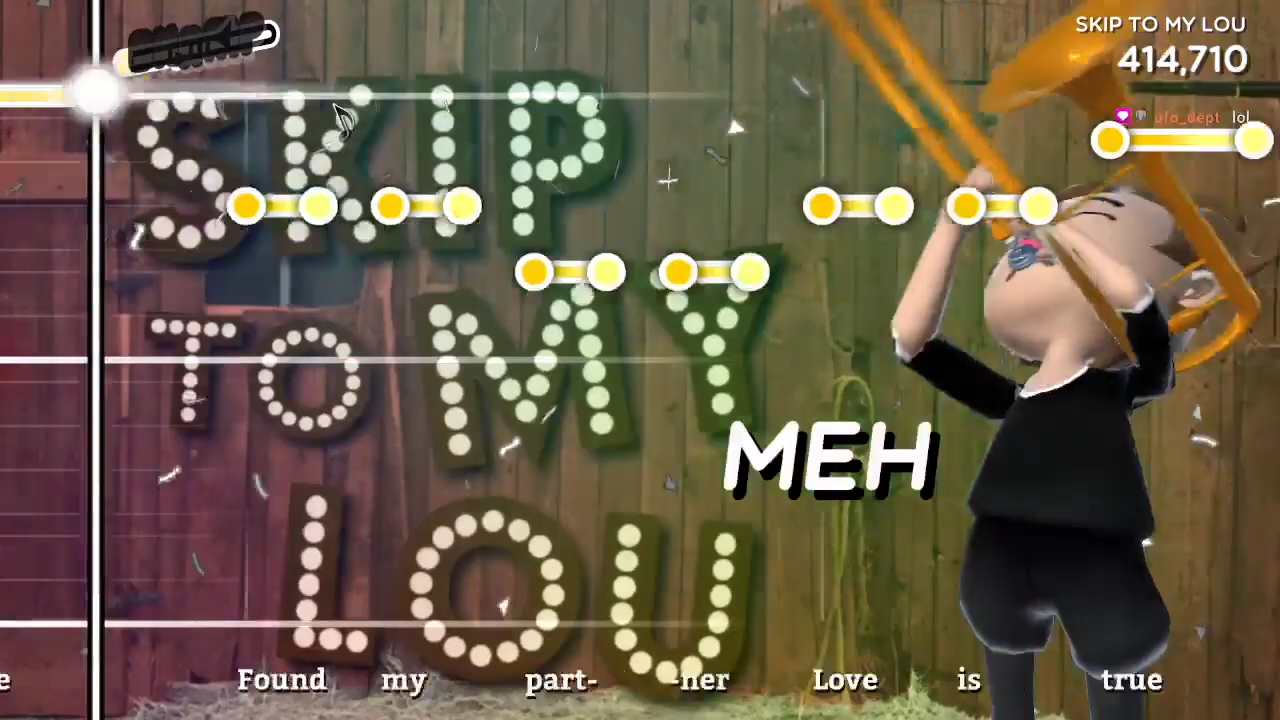 SKIP TO MY LOU
414,710
ufo_dept lol
SKIP
TO MY
LOU
MEH
e Found my part- -ner Love is true